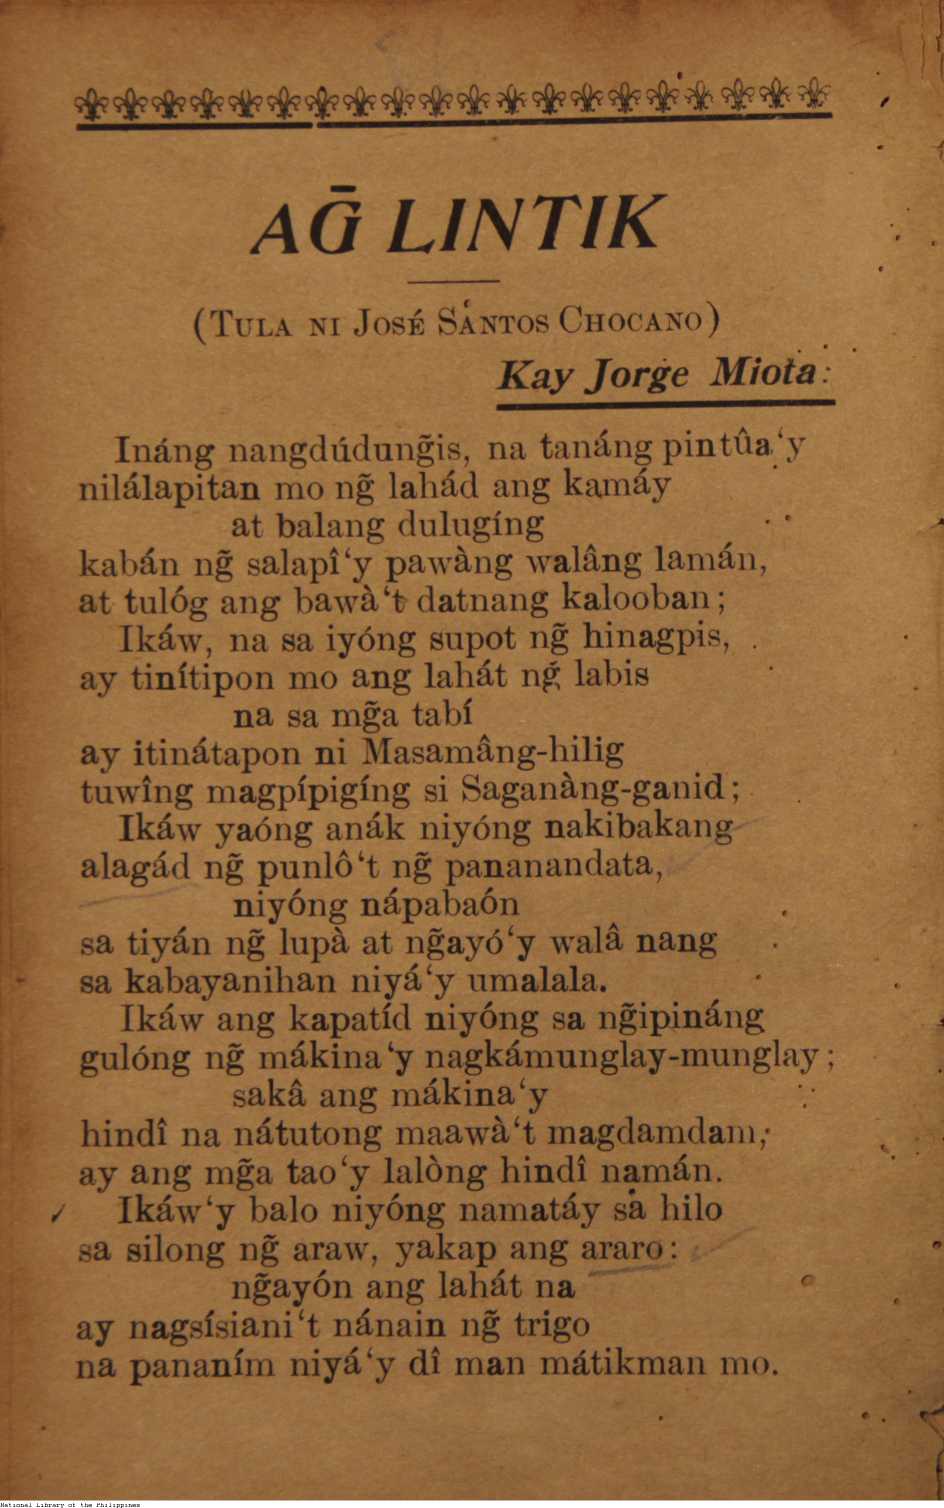 AG̃ LINTIK
(TULA NI JOSÉ SANTOS CHOCANO)
Kay Jorge Miota:
Ináng nangdúdung̃is, na tanáng pintûa‘y
nilálapitan mo ng̃ lahád ang kamáy
at balang dulugíng
kabán ng̃ salapî‘y pawàng walâng lamán,
at tulóg ang bawà‘t datnang kalooban;
Ikáw, na sa iyóng supot ng̃ hinagpis,
ay tinítipon mo ang lahát ng̃ labis
na sa mg̃a tabí
ay itinátapon ni Masamâng-hilig
tuwîng magpípigíng si Saganàng-ganid;
Ikáw yaóng anák niyóng nakibakang
alagád ng̃ punlô‘t ng̃ pananandata,
niyóng nápabaón
sa tiyán ng̃ lupà at ng̃ayó‘y walâ nang
sa kabayanihan niyá‘y umalala.
Ikáw ang kapatíd niyóng sa ng̃ipináng
gulóng ng̃ mákina‘y nagkámunglay-munglay;
sakâ ang mákina‘y
hindî na nátutong maawà‘t magdamdam,
ay ang mg̃a tao‘y lalòng hindî namán.
Ikáw‘y balo niyóng namatáy sa hilo
sa silong ng̃ araw, yakap ang araro:
ng̃ayón ang lahát na
ay nagsísiani‘t nánain ng̃ trigo
na pananím niyá‘y dî man mátikman mo.
National Library of the Philippines